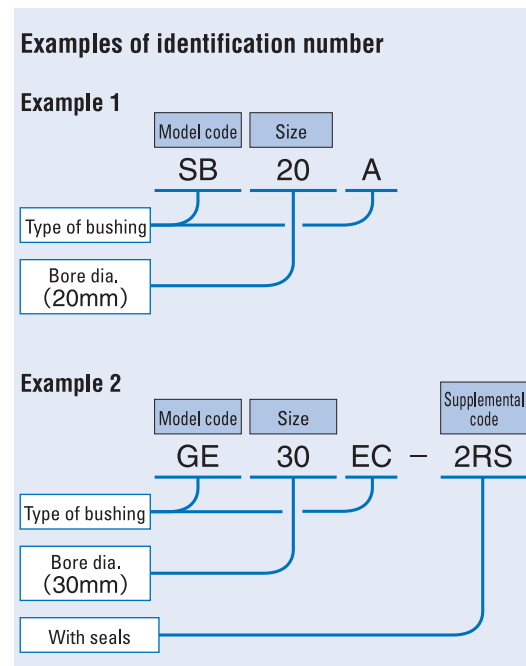 Examples of identification number
Example 1
Model code Size
SB 20 A
Type of bushing
Bore dia.
(20mm)
Example 2
Model code Size Supplemental
code
GE 30 EC – 2RS
Type of bushing
Bore dia.
(30mm)
With seals